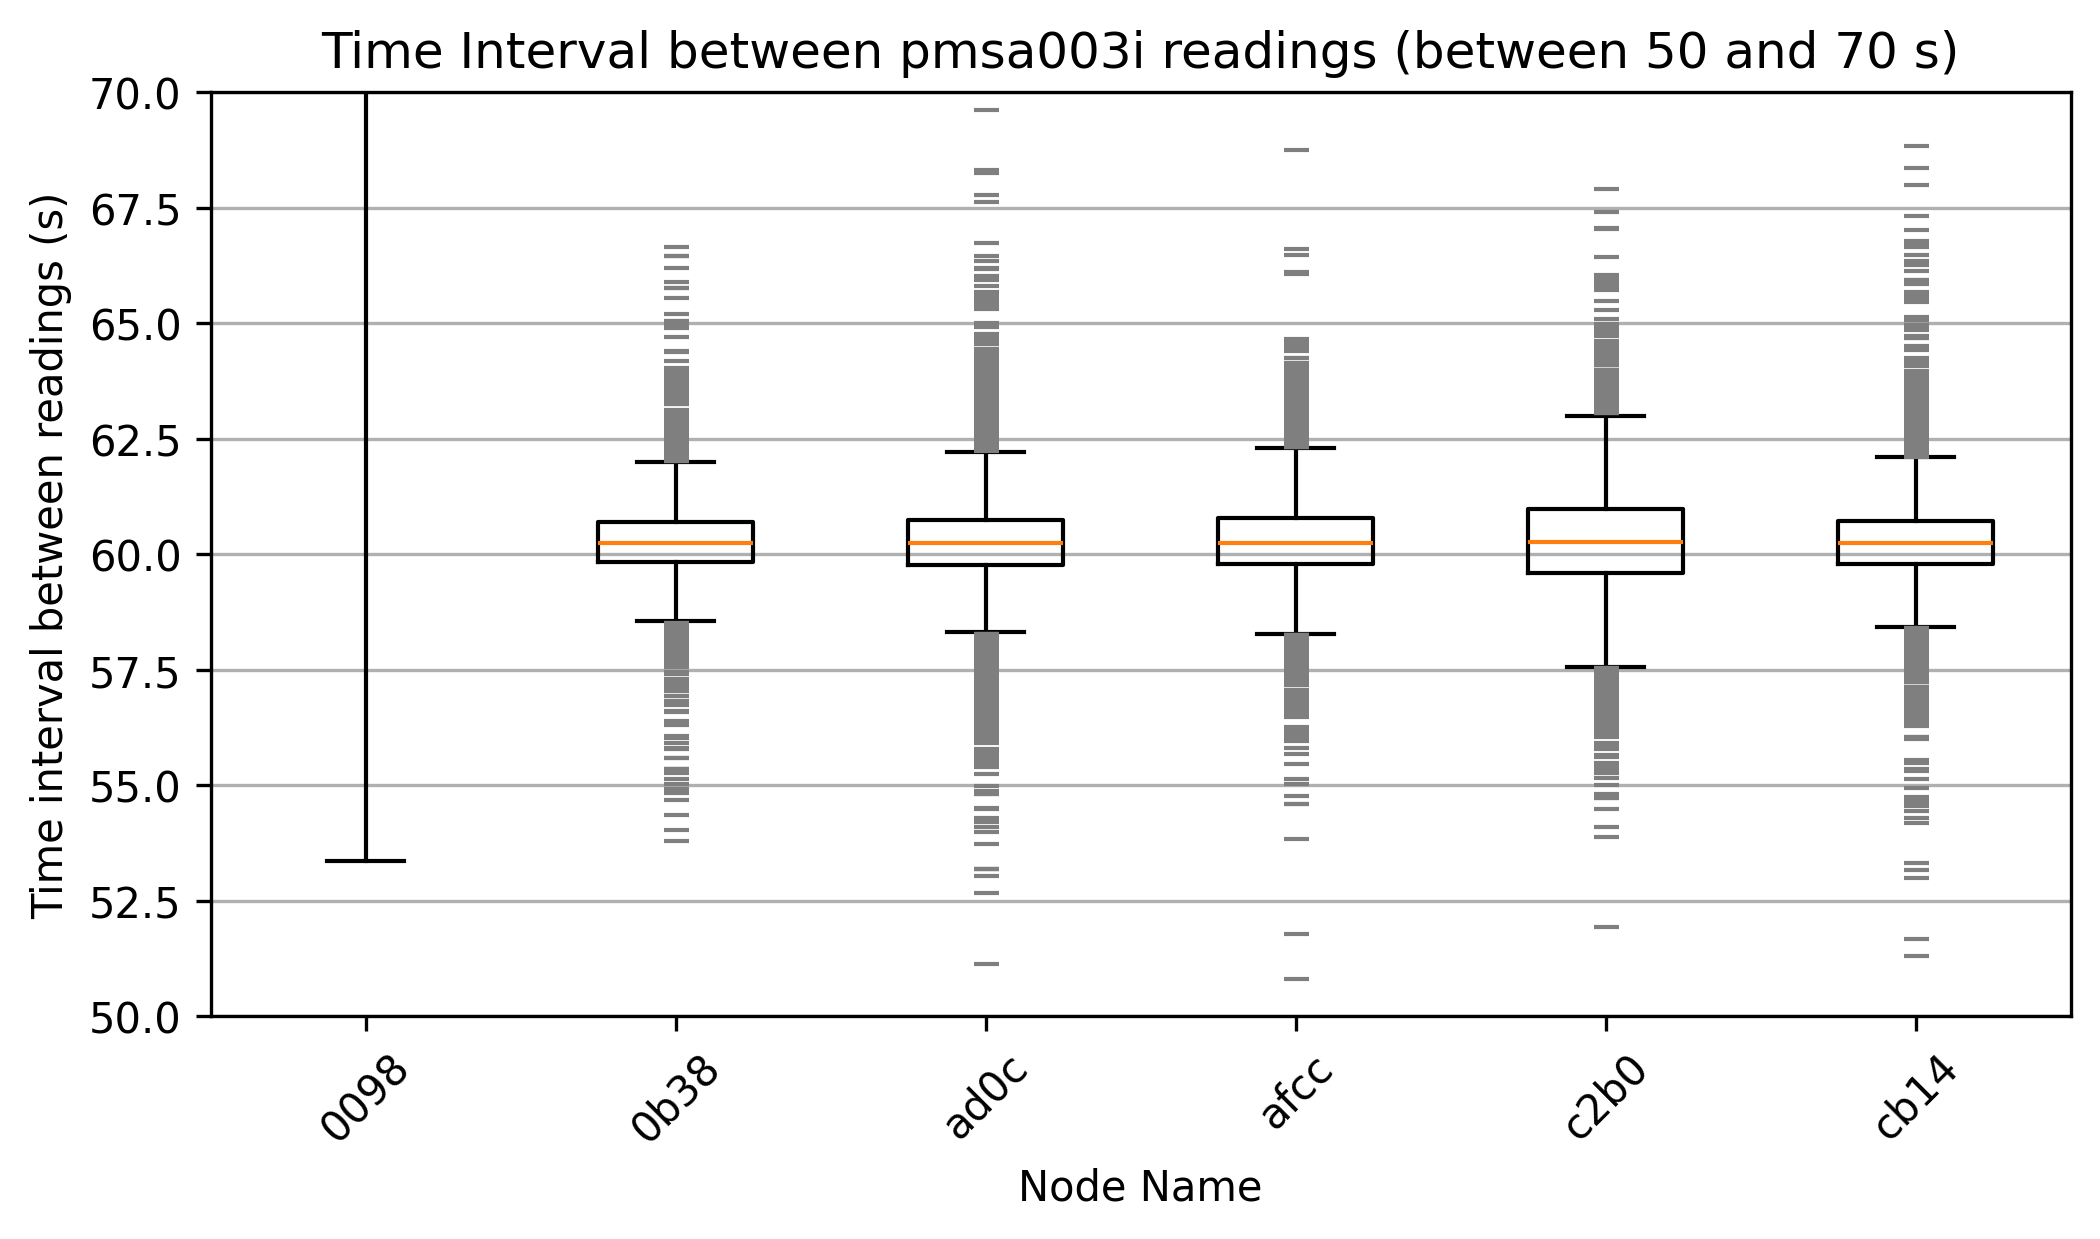 Time Interval between pmsa003i readings (between 50 and 70 s)
Time interval between readings (s)
70.0
67.5
65.0
62.5
60.0
57.5
55.0
52.5
50.0
0098
0b38
ad0c
afcc
c2b0
cb14
Node Name